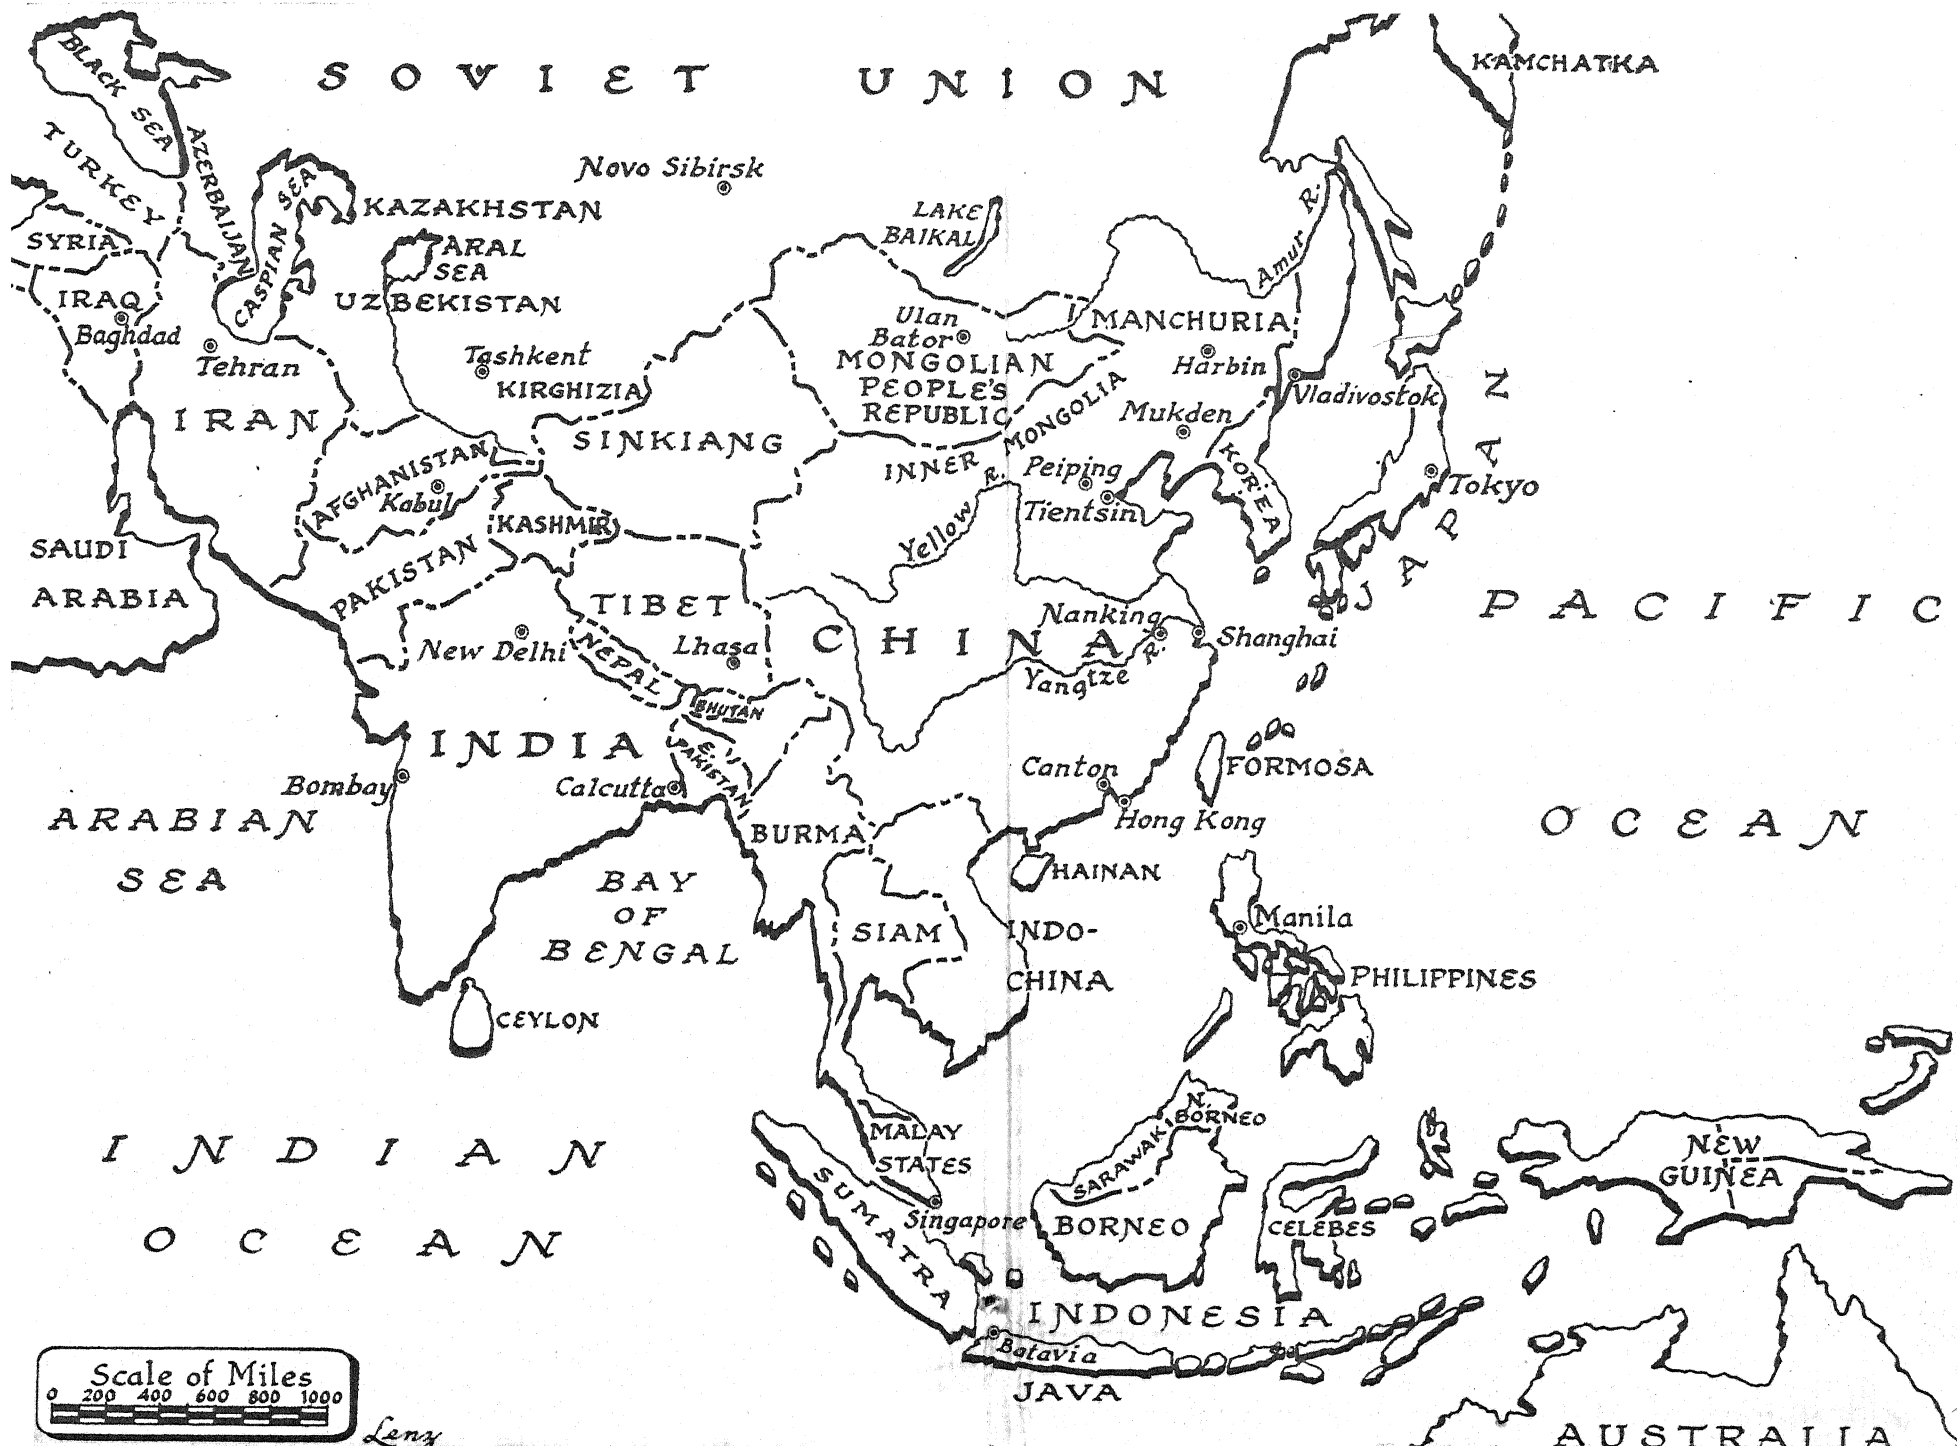 SOVIET UNION
KAMCHATKA
BLACK SEA
TURKEY
AZERBAIJAN
CASPIAN SEA
Novo Sibirsk
KAZAKHSTAN
LAKE
BAIKAL
Amur R.
SYRIA
ARAL
SEA
IRAQ
Baghdad
UZBEKISTAN
Tehran
Tashkent
KIRGHIZIA
Ulan
Bator
MONGOLIAN
PEOPLE'S
REPUBLIC
MANCHURIA
Harbin
Vladivostok
IRAN
SINKIANG
INNER MONGOLIA
Mukden
JAPAN
AFGHANISTAN
Kabul
KASHMIR
Yellow R.
Peiping
Tientsin
KOREA
Tokyo
SAUDI
ARABIA
PAKISTAN
TIBET
Lhasa
CHINA
Nanking
Shanghai
Yangtze R.
PACIFIC
OCEAN
New Delhi
NEPAL
BHUTAN
INDIA
E.
PAKISTAN
Bombay
Calcutta
Canton
Hong Kong
FORMOSA
ARABIAN
SEA
BURMA
HAINAN
BAY
OF
BENGAL
SIAM
INDO-
CHINA
Manila
PHILIPPINES
CEYLON
INDIAN
OCEAN
MALAY
STATES
SUMATRA
Singapore
N.
BORNEO
SARAWAK
BORNEO
CELEBES
NEW
GUINEA
INDONESIA
Batavia
JAVA
AUSTRALIA
Scale of Miles
0 200 400 600 800 1000
Lenz